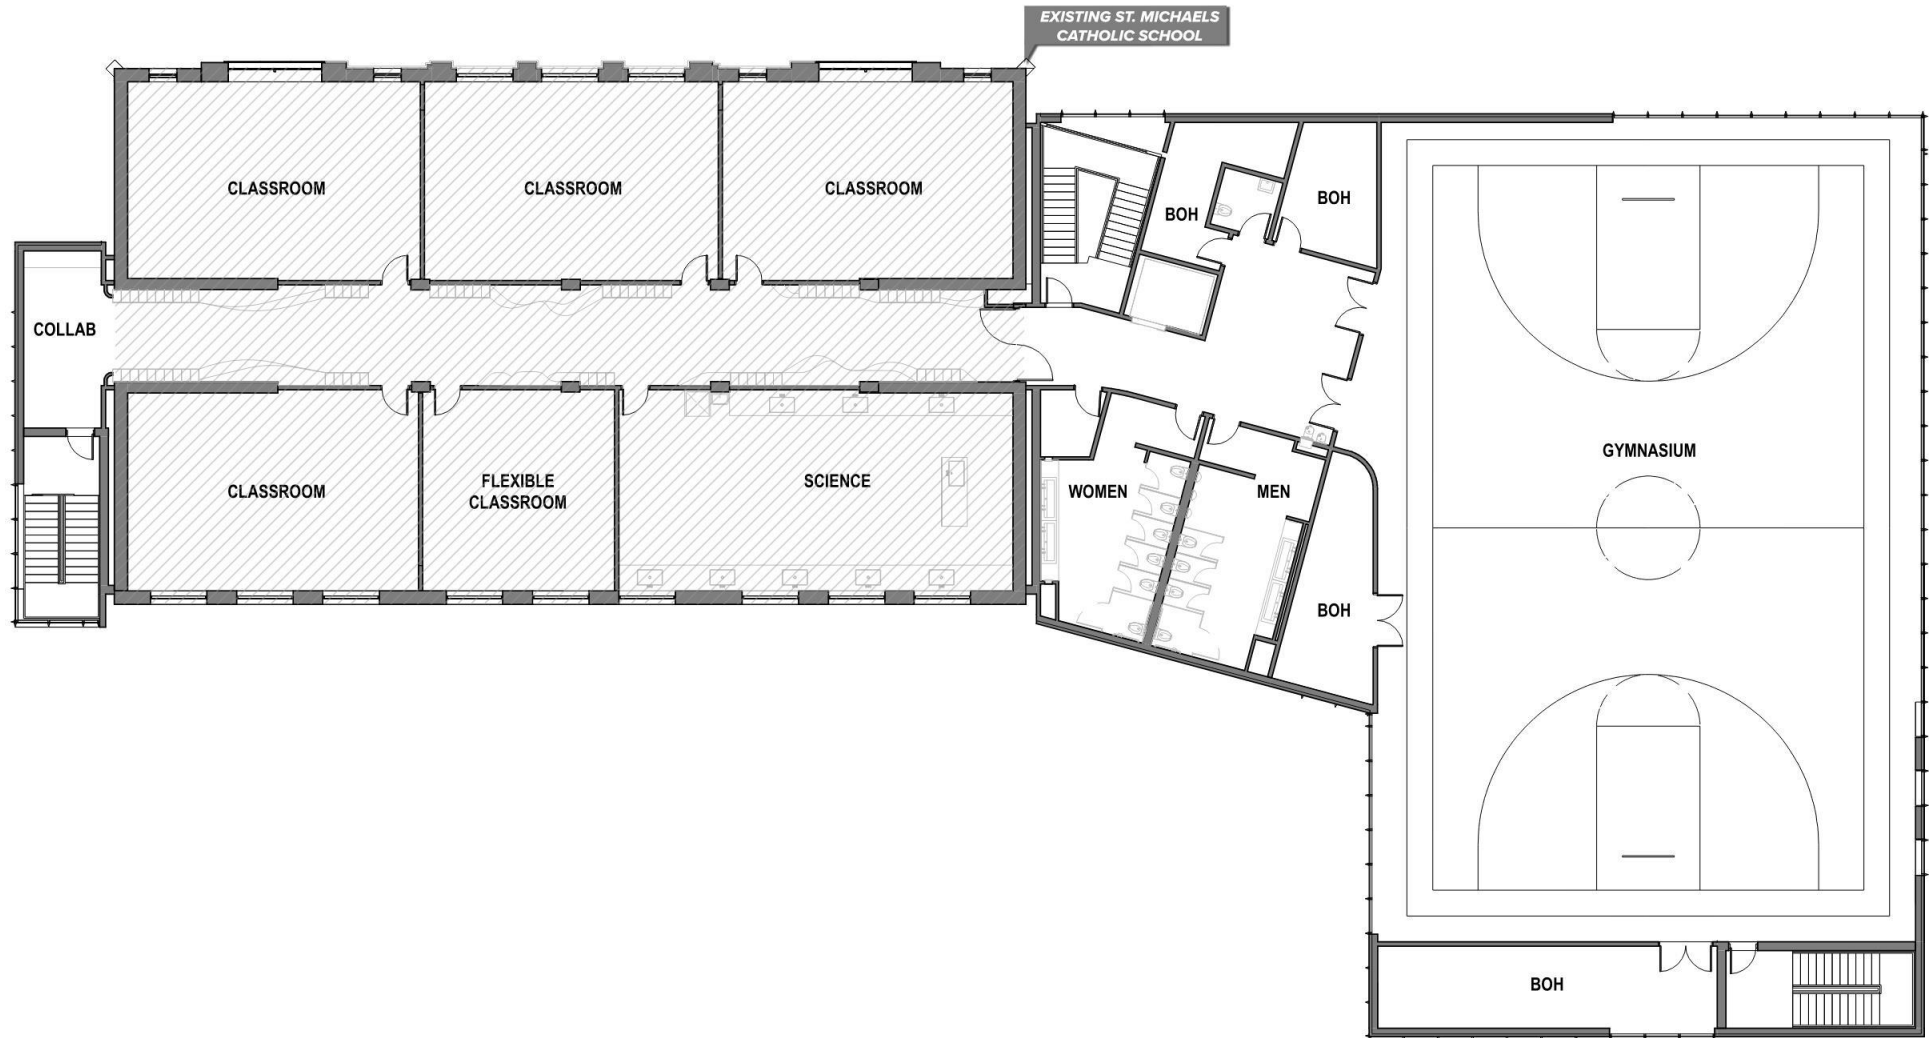 EXISTING ST. MICHAELS
CATHOLIC SCHOOL
CLASSROOM
CLASSROOM
CLASSROOM
BOH
BOH
COLLAB
GYMNASIUM
CLASSROOM
FLEXIBLE
CLASSROOM
SCIENCE
WOMEN
MEN
BOH
BOH